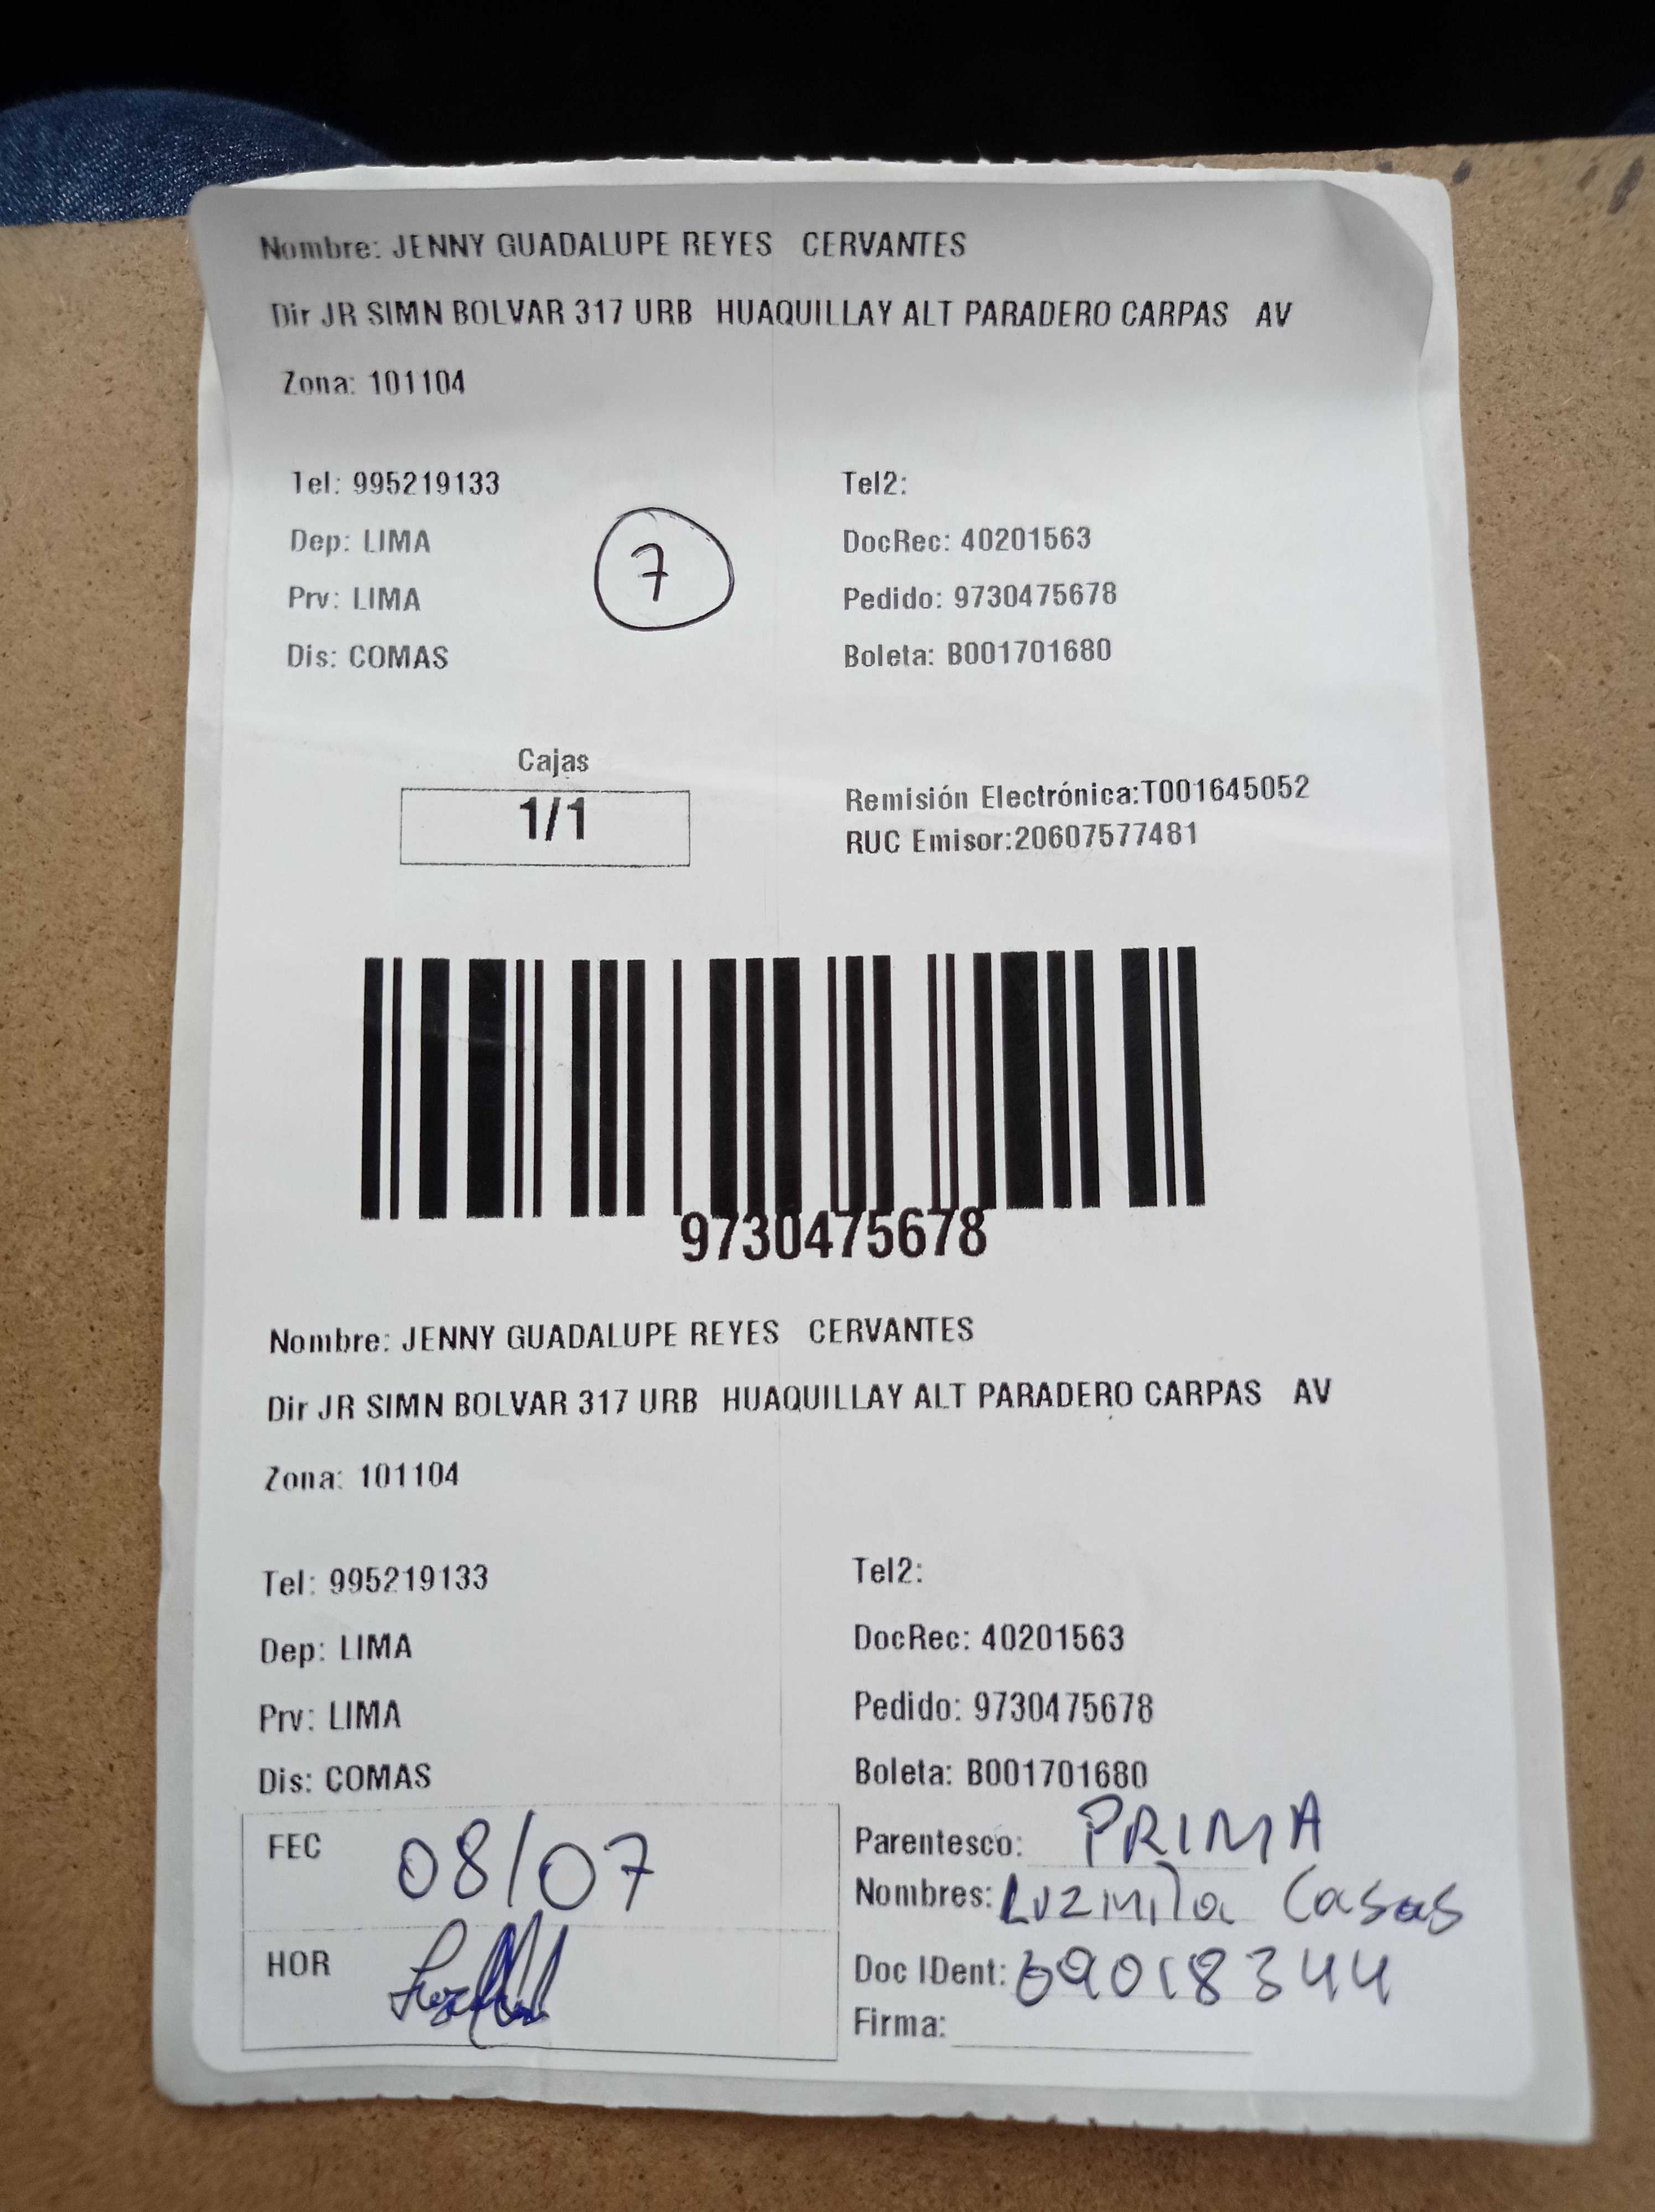 Nombre: JENNY GUADALUPE REYES CERVANTES
Dir JR SIMN BOLVAR 317 URB HUAQUILLAY ALT PARADERO CARPAS AV
Zona: 101104
Tel: 995219133
Tel2:
Dep: LIMA
DocRec: 40201563
7
Prv: LIMA
Pedido: 9730475678
Dis: COMAS
Boleta: B001701680
Cajas
1/1
Remisión Electrónica:T001645052
RUC Emisor:20607577481
9730475678
Nombre: JENNY GUADALUPE REYES CERVANTES
Dir JR SIMN BOLVAR 317 URB HUAQUILLAY ALT PARADERO CARPAS AV
Zona: 101104
Tel: 995219133
Tel2:
Dep: LIMA
DocRec: 40201563
Prv: LIMA
Pedido: 9730475678
Dis: COMAS
Boleta: B001701680
FEC 08/07
Parentesco: PRIMA
Nombres: Luzmila Casas
HOR
Doc IDent:
Firma: